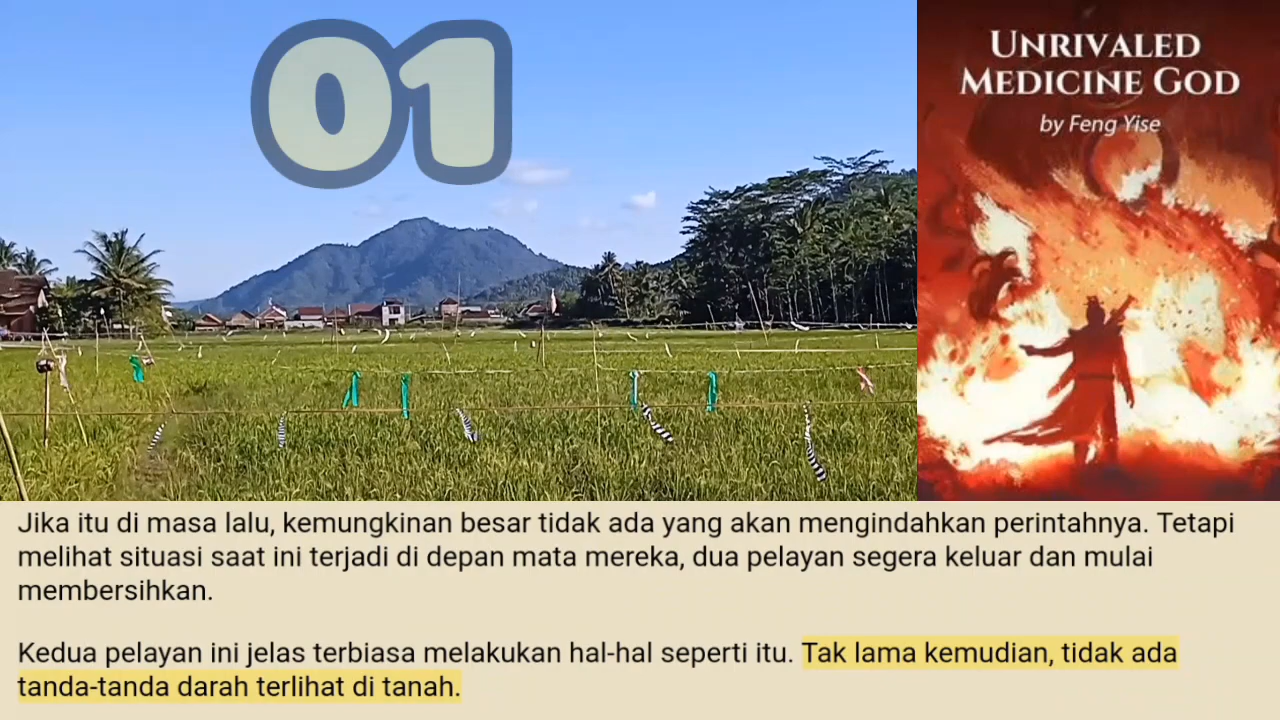 01
UNRIVALED
MEDICINE GOD
by Feng Yise
Jika itu di masa lalu, kemungkinan besar tidak ada yang akan mengindahkan perintahnya. Tetapi
melihat situasi saat ini terjadi di depan mata mereka, dua pelayan segera keluar dan mulai
membersihkan.
Kedua pelayan ini jelas terbiasa melakukan hal-hal seperti itu. Tak lama kemudian, tidak ada
tanda-tanda darah terlihat di tanah.